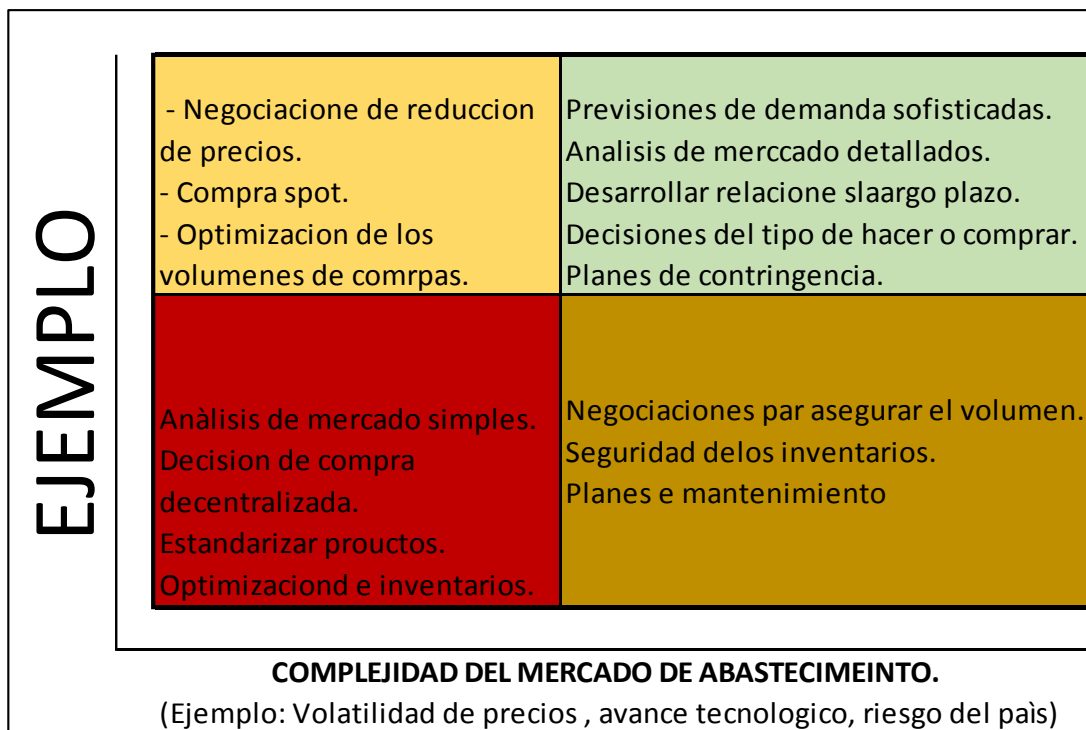 EJEMPLO
- Negociacione de reduccion
de precios.
- Compra spot.
- Optimizacion de los
volumenes de comrpas.
Previsiones de demanda sofisticadas.
Analisis de merccado detallados.
Desarrollar relacione slaargo plazo.
Decisiones del tipo de hacer o comprar.
Planes de contringencia.
Anàlisis de mercado simples.
Decision de compra
decentralizada.
Estandarizar prouctos.
Optimizaciond e inventarios.
Negociaciones par asegurar el volumen.
Seguridad delos inventarios.
Planes e mantenimiento
COMPLEJIDAD DEL MERCADO DE ABASTECIMEINTO.
(Ejemplo: Volatilidad de precios , avance tecnologico, riesgo del paìs)